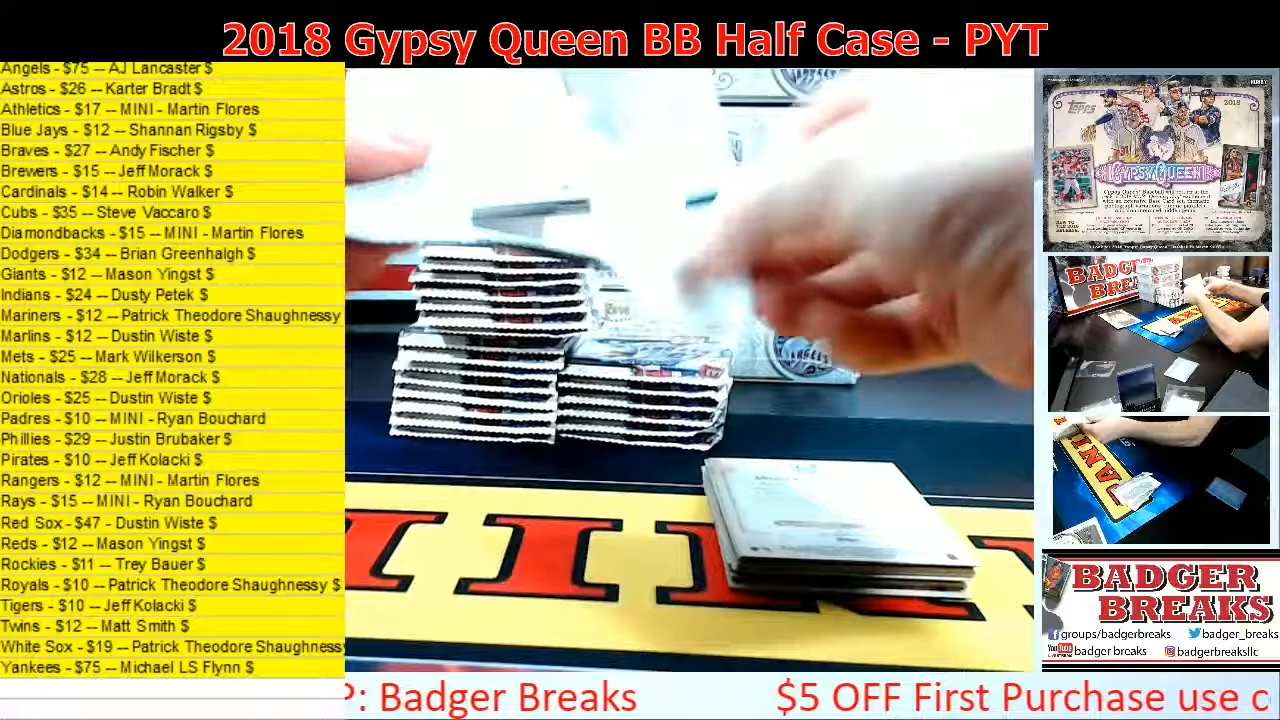 2018 Gypsy Queen BB Half Case - PYT
Angels - $75 -- AJ Lancaster $
Astros - $26 -- Karter Bradt $
Athletics - $17 -- MINI - Martin Flores
Blue Jays - $12 -- Shannan Rigsby $
Braves - $27 -- Andy Fischer $
Brewers - $15 -- Jeff Morack $
Cardinals - $14 -- Robin Walker $
Cubs - $35 -- Steve Vaccaro $
Diamondbacks - $15 -- MINI - Martin Flores
Dodgers - $34 -- Brian Greenhalgh $
Giants - $12 -- Mason Yingst $
Indians - $24 -- Dusty Petek $
Mariners - $12 -- Patrick Theodore Shaughnessy
Marlins - $12 -- Dustin Wiste $
Mets - $25 -- Mark Wilkerson $
Nationals - $28 -- Jeff Morack $
Orioles - $25 -- Dustin Wiste $
Padres - $10 -- MINI - Ryan Bouchard
Phillies - $29 -- Justin Brubaker $
Pirates - $10 -- Jeff Kolacki $
Rangers - $12 -- MINI - Martin Flores
Rays - $15 -- MINI - Ryan Bouchard
Red Sox - $47 - Dustin Wiste $
Reds - $12 -- Mason Yingst $
Rockies - $11 -- Trey Bauer $
Royals - $10 -- Patrick Theodore Shaughnessy $
Tigers - $10 -- Jeff Kolacki $
Twins - $12 -- Matt Smith $
White Sox - $19 -- Patrick Theodore Shaughnessy
Yankees - $75 -- Michael LS Flynn $
HOBBY
Topps
2018
GYPSY QUEEN
BADGER
BREAKS
groups/badgerbreaks
badger_breaks
badger breaks
badgerbreaksllc
P: Badger Breaks
$5 OFF First Purchase use c